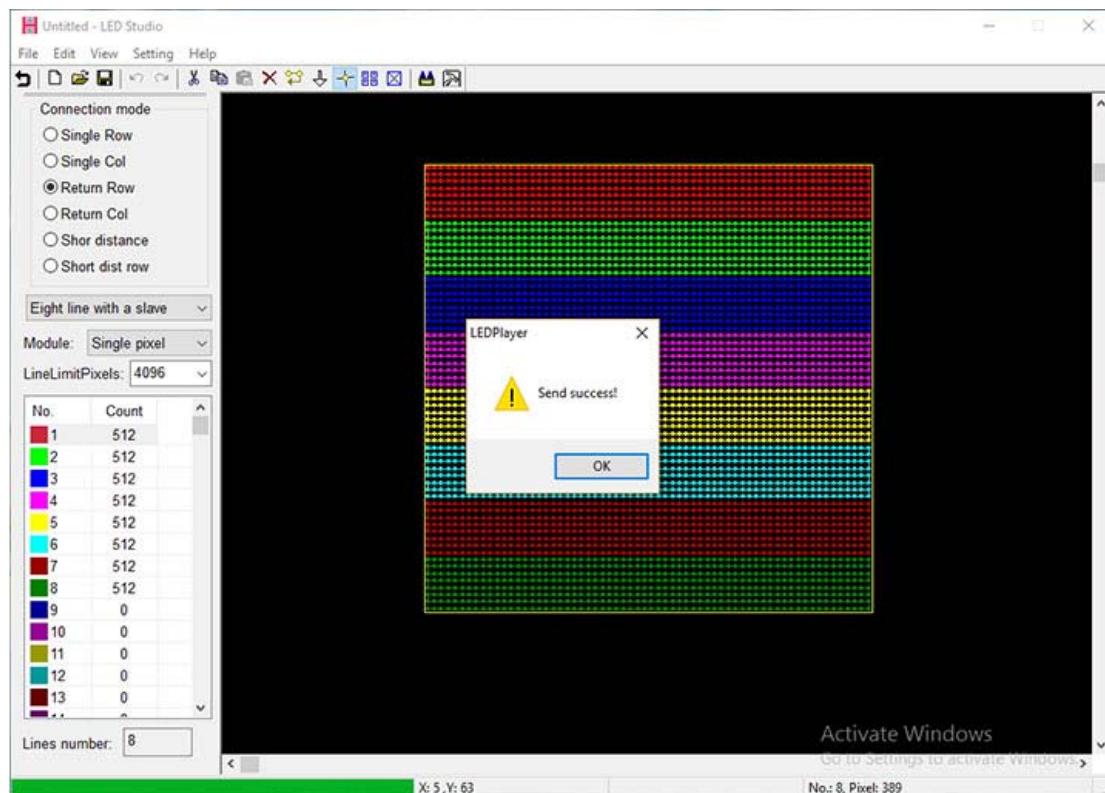 Untitled - LED Studio
File Edit View Setting Help
Connection mode
Single Row
Single Col
Return Row
Return Col
Shor distance
Short dist row
Eight line with a slave
Module: Single pixel
LineLimitPixels: 4096
No. Count
1 512
2 512
3 512
4 512
5 512
6 512
7 512
8 512
9 0
10 0
11 0
12 0
13 0
Lines number: 8
LEDPlayer
Send success!
OK
Activate Windows
Go to Settings to activate Windows.
X: 5 ,Y: 63 No.: 8, Pixel: 389